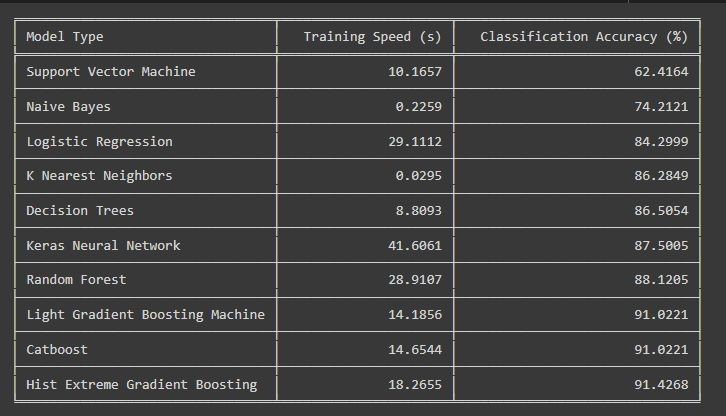 Model Type Training Speed (s) Classification Accuracy (%)
Support Vector Machine 10.1657 62.4164
Naive Bayes 0.2259 74.2121
Logistic Regression 29.1112 84.2999
K Nearest Neighbors 0.0295 86.2849
Decision Trees 8.8093 86.5054
Keras Neural Network 41.6061 87.5005
Random Forest 28.9107 88.1205
Light Gradient Boosting Machine 14.1856 91.0221
Catboost 14.6544 91.0221
Hist Extreme Gradient Boosting 18.2655 91.4268